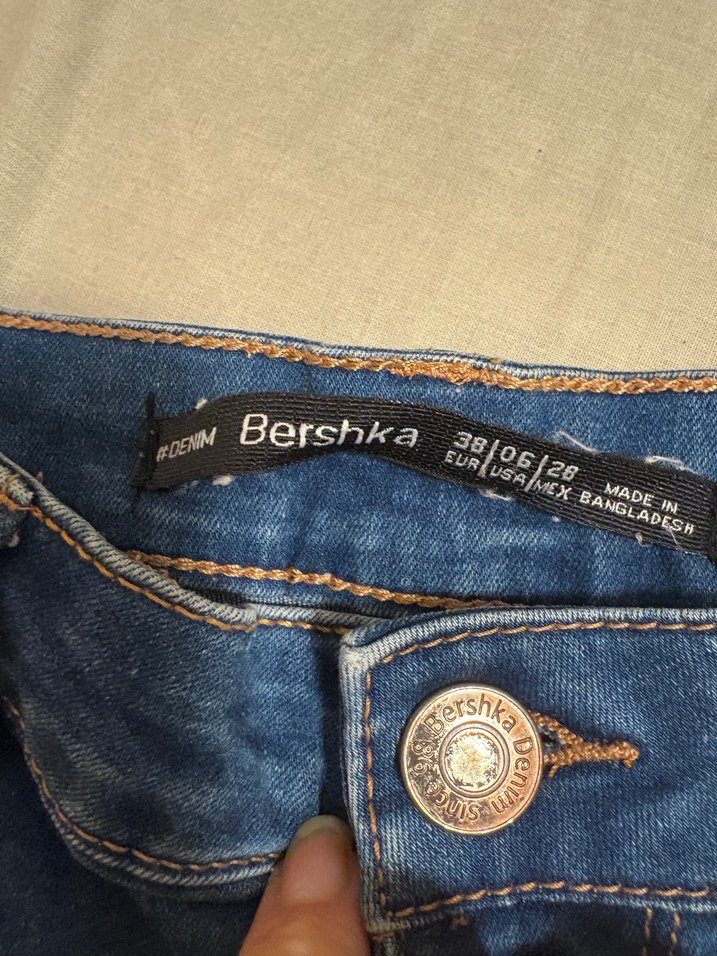 #DENIM
Bershka
38/06/28
EUR/USA/MEX
MADE IN
BANGLADESH
Bershka Denim Since 98